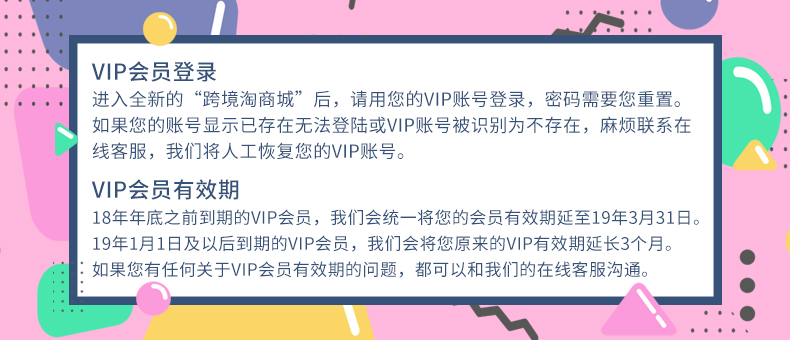 VIP会员登录
进入全新的“跨境淘商城”后，请用您的VIP账号登录，密码需要您重置。
如果您的账号显示已存在无法登陆或VIP账号被识别为不存在，麻烦联系在
线客服，我们将人工恢复您的VIP账号。
VIP会员有效期
18年年底之前到期的VIP会员，我们会统一将您的会员有效期延至19年3月31日。
19年1月1日及以后到期的VIP会员，我们会将您原来的VIP有效期延长3个月。
如果您有任何关于VIP会员有效期的问题，都可以和我们的在线客服沟通。